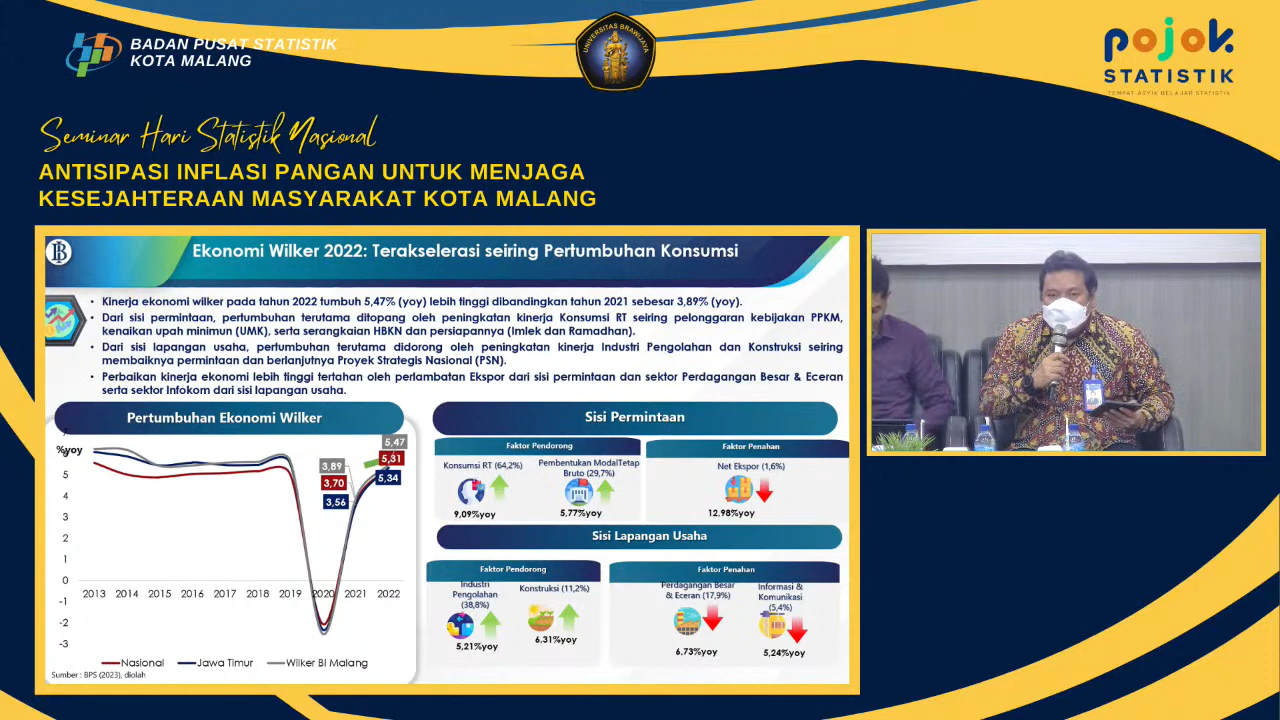 BADAN PUSAT STATISTIK
KOTA MALANG
UNIVERSITAS BRAWIJAYA
pojok
STATISTIK
TEMPAT ASYIK BELAJAR STATISTIK
Seminar Hari Statistik Nasional
ANTISIPASI INFLASI PANGAN UNTUK MENJAGA
KESEJAHTERAAN MASYARAKAT KOTA MALANG
Ekonomi Wilker 2022: Terakselerasi seiring Pertumbuhan Konsumsi
• Kinerja ekonomi wilker pada tahun 2022 tumbuh 5,47% (yoy) lebih tinggi dibandingkan tahun 2021 sebesar 3,89% (yoy).
• Dari sisi permintaan, pertumbuhan terutama ditopang oleh peningkatan kinerja Konsumsi RT seiring pelonggaran kebijakan PPKM,
kenaikan upah minimun (UMK), serta serangkaian HBKN dan persiapannya (Imlek dan Ramadhan).
• Dari sisi lapangan usaha, pertumbuhan terutama didorong oleh peningkatan kinerja Industri Pengolahan dan Konstruksi seiring
membaiknya permintaan dan berlanjutnya Proyek Strategis Nasional (PSN).
• Perbaikan kinerja ekonomi lebih tinggi tertahan oleh perlambatan Ekspor dari sisi permintaan dan sektor Perdagangan Besar & Eceran
serta sektor Infokom dari sisi lapangan usaha.
Pertumbuhan Ekonomi Wilker
%yoy
5
4
3
2
1
0
-1
-2
-3
3,89
3,70
3,56
5,47
5,31
5,34
2013 2014 2015 2016 2017 2018 2019 2020 2021 2022
Nasional Jawa Timur Wilker BI Malang
Sumber : BPS (2023), diolah
Sisi Permintaan
Faktor Pendorong
Konsumsi RT (64,2%)
9,09%yoy
Pembentukan ModalTetap
Bruto (29,7%)
5,77%yoy
Faktor Penahan
Net Ekspor (1,6%)
12,98%yoy
Sisi Lapangan Usaha
Faktor Pendorong
Industri
Pengolahan
(38,8%)
5,21%yoy
Konstruksi (11,2%)
6,31%yoy
Faktor Penahan
Perdagangan Besar
& Eceran (17,9%)
6,73%yoy
Informasi &
Komunikasi
(5,4%)
5,24%yoy